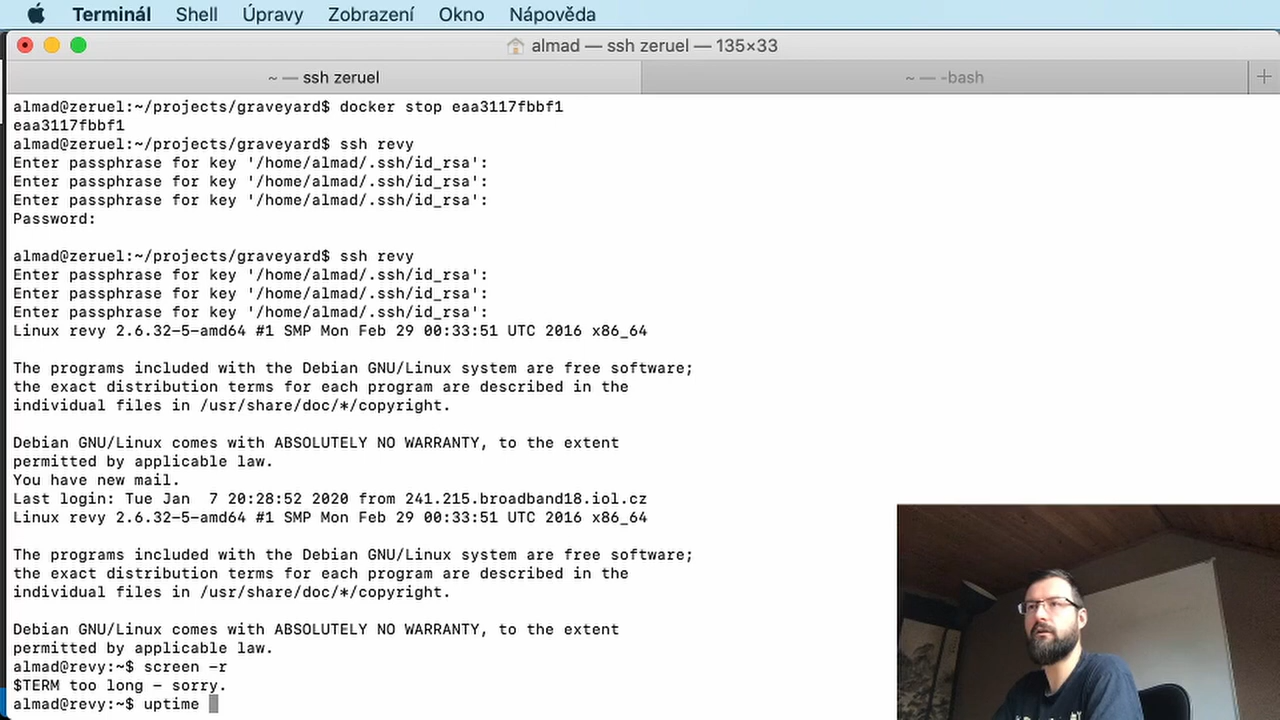 Terminál Shell Úpravy Zobrazení Okno Nápověda
almad — ssh zeruel — 135×33
~ — ssh zeruel
~ — -bash
almad@zeruel:~/projects/graveyard$ docker stop eaa3117fbbf1
eaa3117fbbf1
almad@zeruel:~/projects/graveyard$ ssh revy
Enter passphrase for key '/home/almad/.ssh/id_rsa':
Enter passphrase for key '/home/almad/.ssh/id_rsa':
Enter passphrase for key '/home/almad/.ssh/id_rsa':
Password:
almad@zeruel:~/projects/graveyard$ ssh revy
Enter passphrase for key '/home/almad/.ssh/id_rsa':
Enter passphrase for key '/home/almad/.ssh/id_rsa':
Enter passphrase for key '/home/almad/.ssh/id_rsa':
Linux revy 2.6.32-5-amd64 #1 SMP Mon Feb 29 00:33:51 UTC 2016 x86_64
The programs included with the Debian GNU/Linux system are free software;
the exact distribution terms for each program are described in the
individual files in /usr/share/doc/*/copyright.
Debian GNU/Linux comes with ABSOLUTELY NO WARRANTY, to the extent
permitted by applicable law.
You have new mail.
Last login: Tue Jan  7 20:28:52 2020 from 241.215.broadband18.iol.cz
Linux revy 2.6.32-5-amd64 #1 SMP Mon Feb 29 00:33:51 UTC 2016 x86_64
The programs included with the Debian GNU/Linux system are free software;
the exact distribution terms for each program are described in the
individual files in /usr/share/doc/*/copyright.
Debian GNU/Linux comes with ABSOLUTELY NO WARRANTY, to the extent
permitted by applicable law.
almad@revy:~$ screen -r
$TERM too long - sorry.
almad@revy:~$ uptime